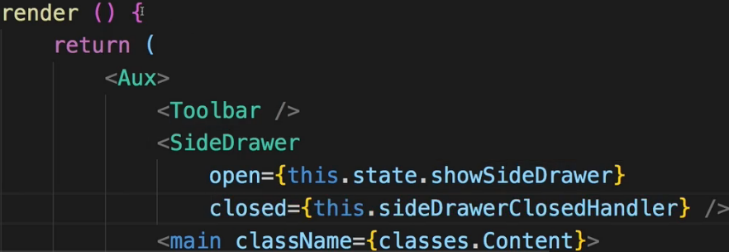 render () {
return (
<Aux>
<Toolbar />
<SideDrawer
open={this.state.showSideDrawer}
closed={this.sideDrawerClosedHandler} />
<main className={classes.Content}>